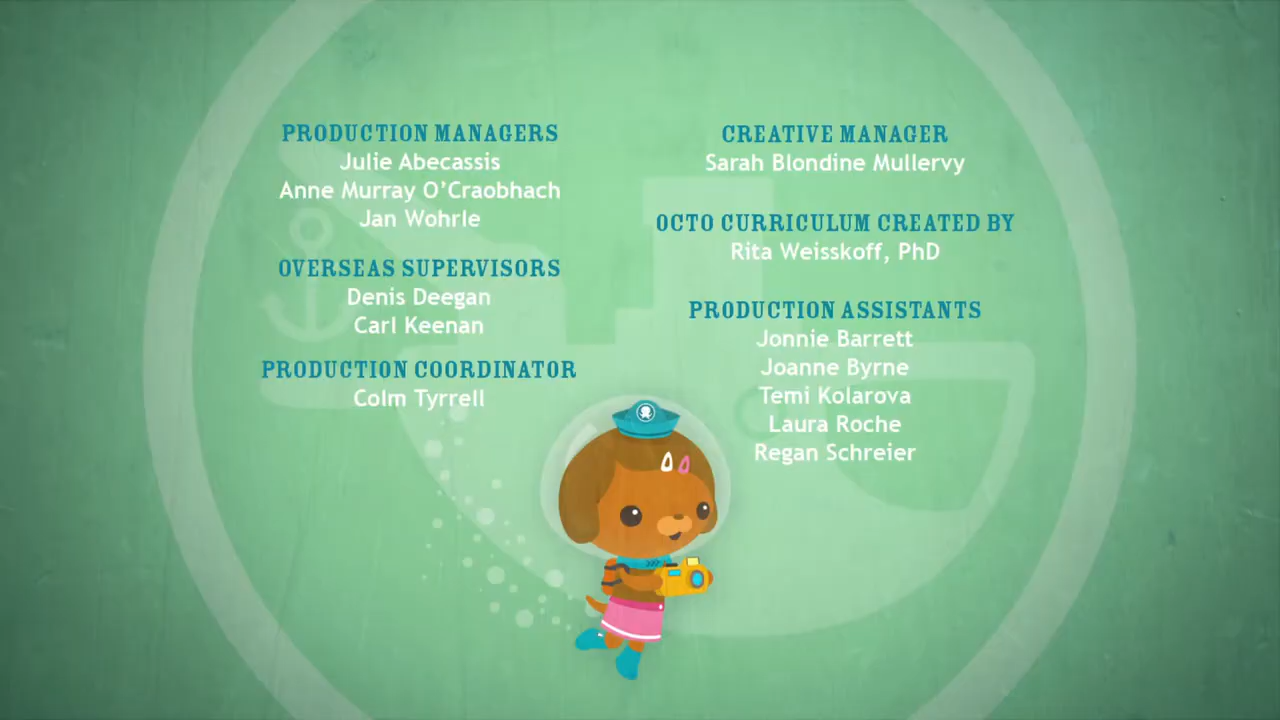 PRODUCTION MANAGERS
Julie Abecassis
Anne Murray O'Craobhach
Jan Wohrle
OVERSEAS SUPERVISORS
Denis Deegan
Carl Keenan
PRODUCTION COORDINATOR
Colm Tyrrell
CREATIVE MANAGER
Sarah Blondine Mullervy
OCTO CURRICULUM CREATED BY
Rita Weisskoff, PhD
PRODUCTION ASSISTANTS
Jonnie Barrett
Joanne Byrne
Temi Kolarova
Laura Roche
Regan Schreier